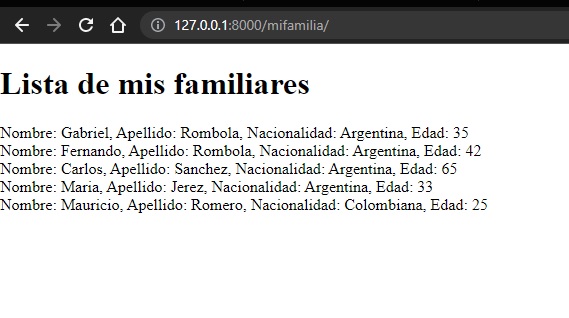 127.0.0.1:8000/mifamilia/
Lista de mis familiares
Nombre: Gabriel, Apellido: Rombola, Nacionalidad: Argentina, Edad: 35
Nombre: Fernando, Apellido: Rombola, Nacionalidad: Argentina, Edad: 42
Nombre: Carlos, Apellido: Sanchez, Nacionalidad: Argentina, Edad: 65
Nombre: Maria, Apellido: Jerez, Nacionalidad: Argentina, Edad: 33
Nombre: Mauricio, Apellido: Romero, Nacionalidad: Colombiana, Edad: 25